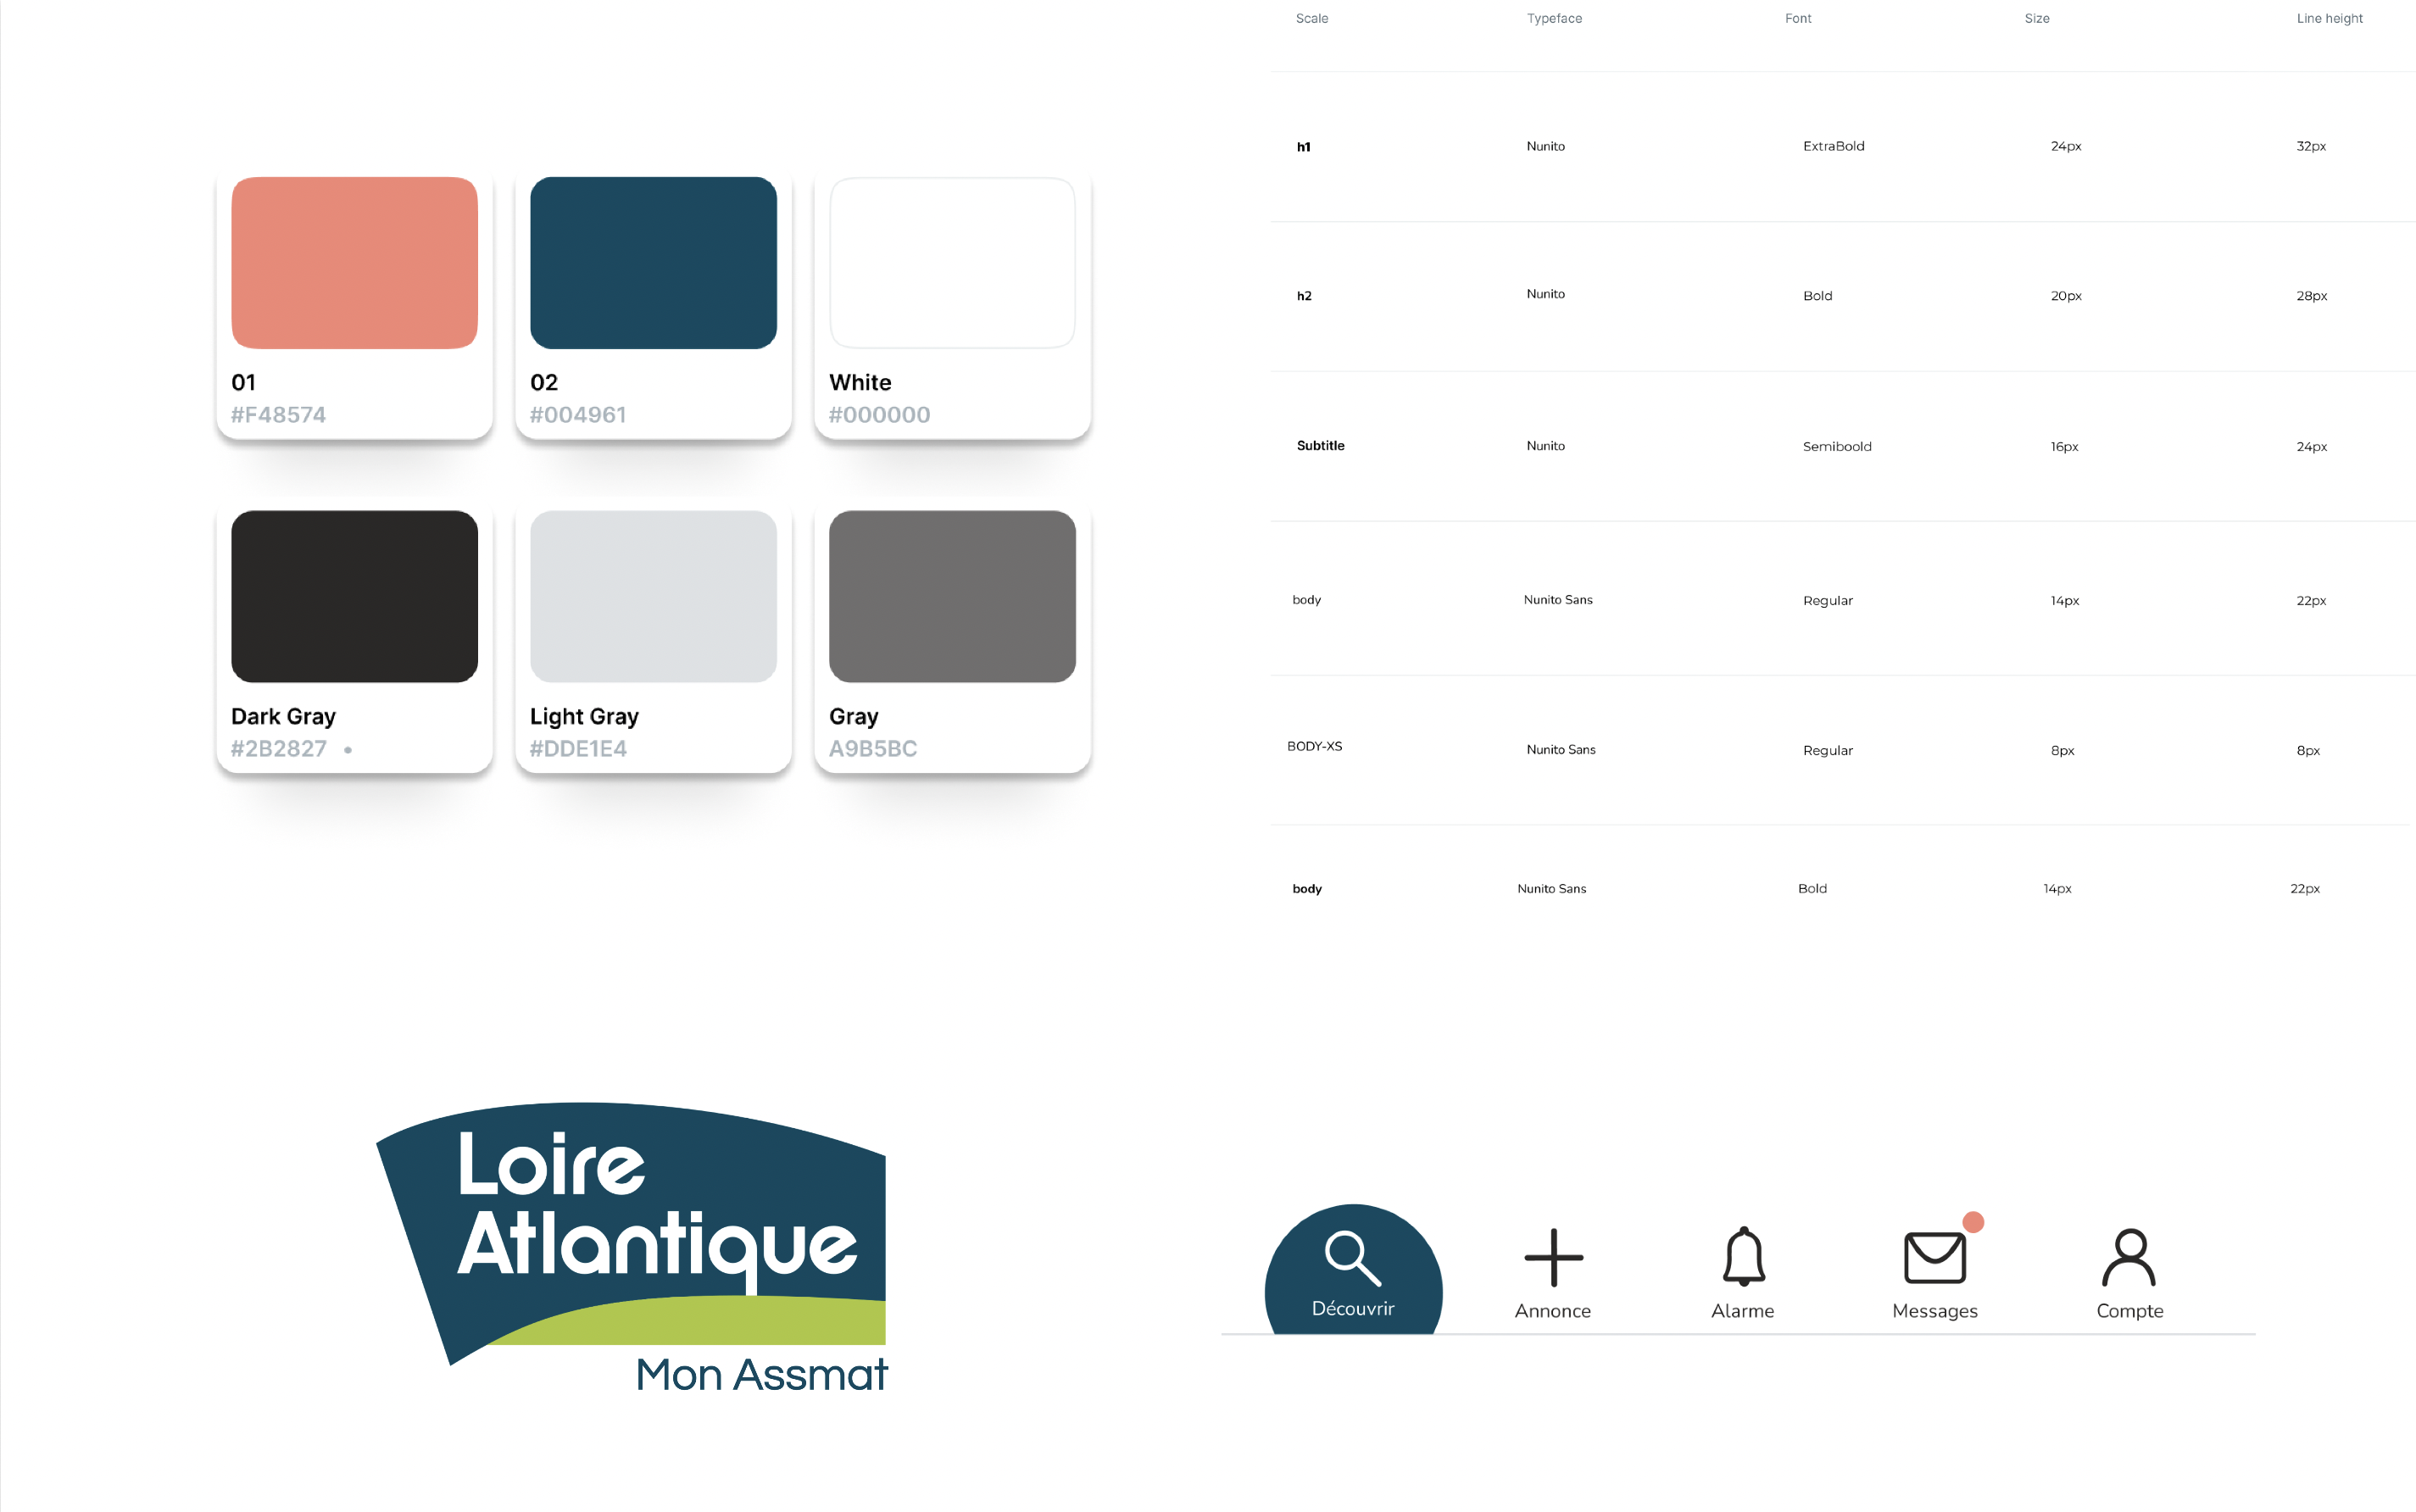 01
#F48574
02
#004961
White
#000000
Dark Gray
#2B2827
Light Gray
#DDE1E4
Gray
A9B5BC
Scale Typeface Font Size Line height
h1 Nunito ExtraBold 24px 32px
h2 Nunito Bold 20px 28px
Subtitle Nunito Semiboold 16px 24px
body Nunito Sans Regular 14px 22px
BODY-XS Nunito Sans Regular 8px 8px
body Nunito Sans Bold 14px 22px
Loire
Atlantique
Mon Assmat
Découvrir Annonce Alarme Messages Compte